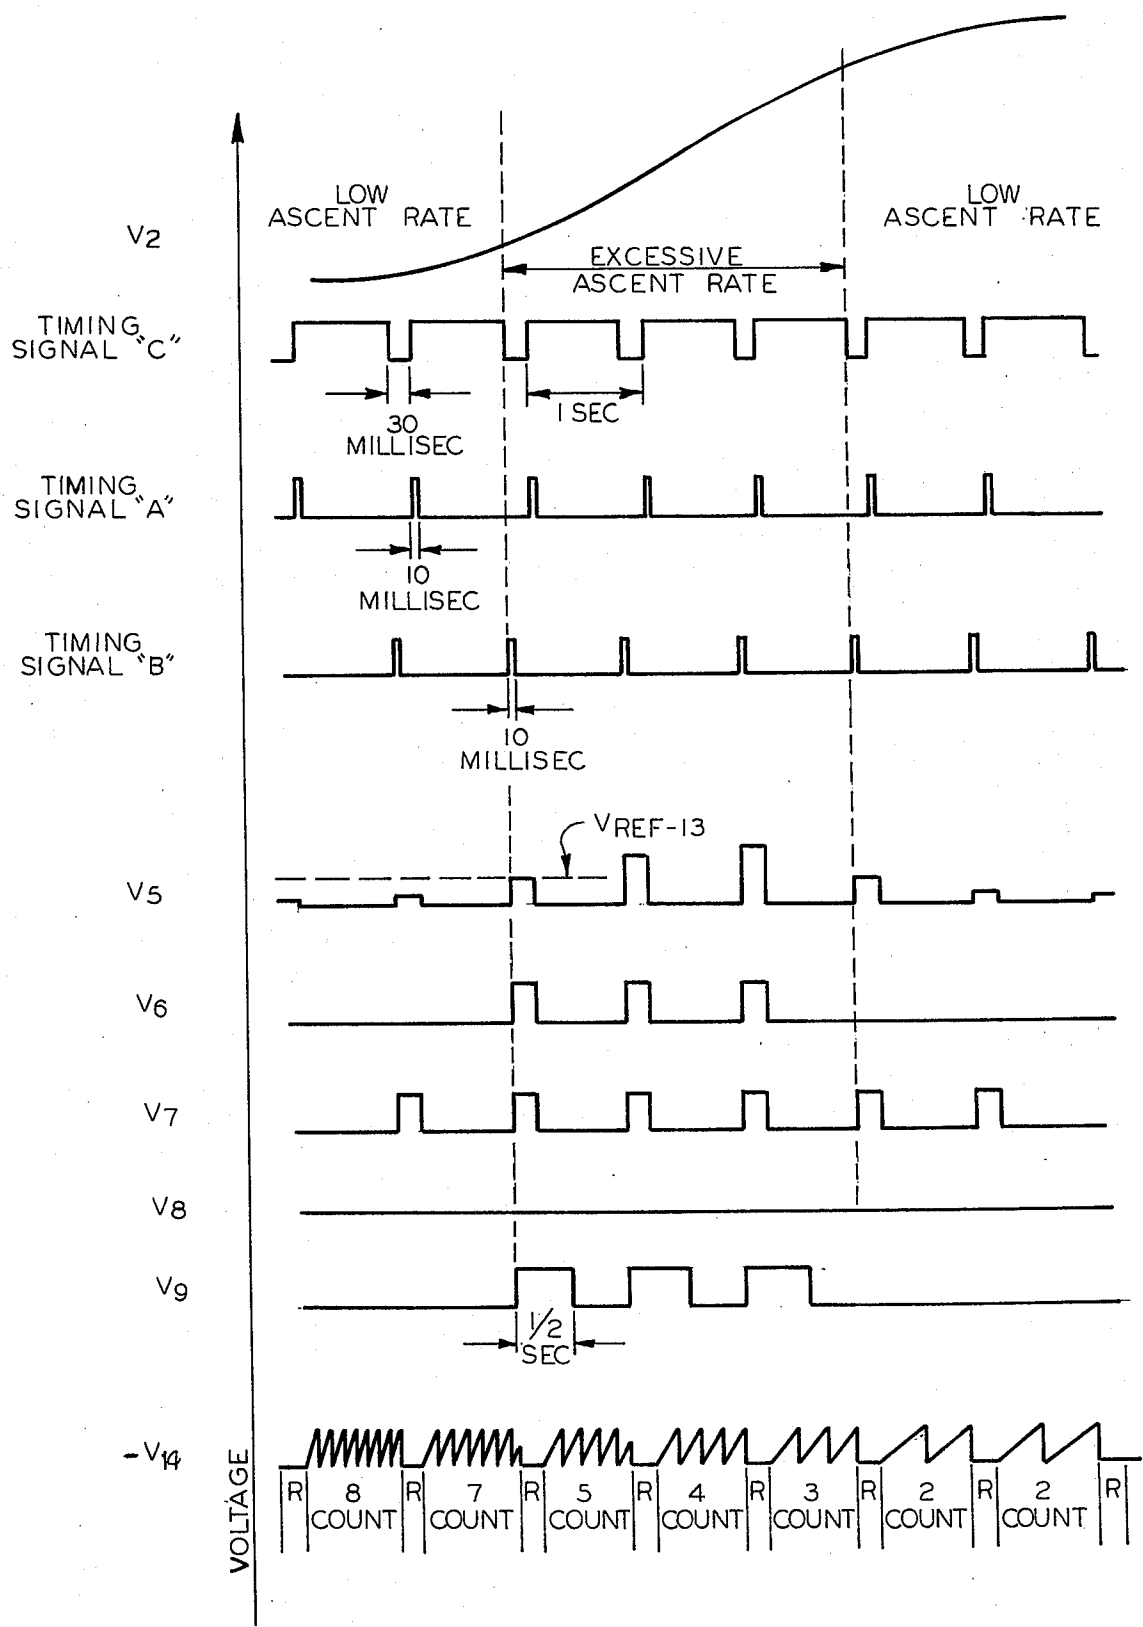 LOW
ASCENT RATE
LOW
ASCENT RATE
V2
EXCESSIVE
ASCENT RATE
TIMING
SIGNAL "C"
1 SEC
30
MILLISEC
TIMING
SIGNAL "A"
10
MILLISEC
TIMING
SIGNAL "B"
10
MILLISEC
VREF-13
V5
V6
V7
V8
V9
1/2
SEC
-V14
R 8 R 7 R 5 R 4 R 3 R 2 R 2 R
COUNT COUNT COUNT COUNT COUNT COUNT COUNT
VOLTAGE